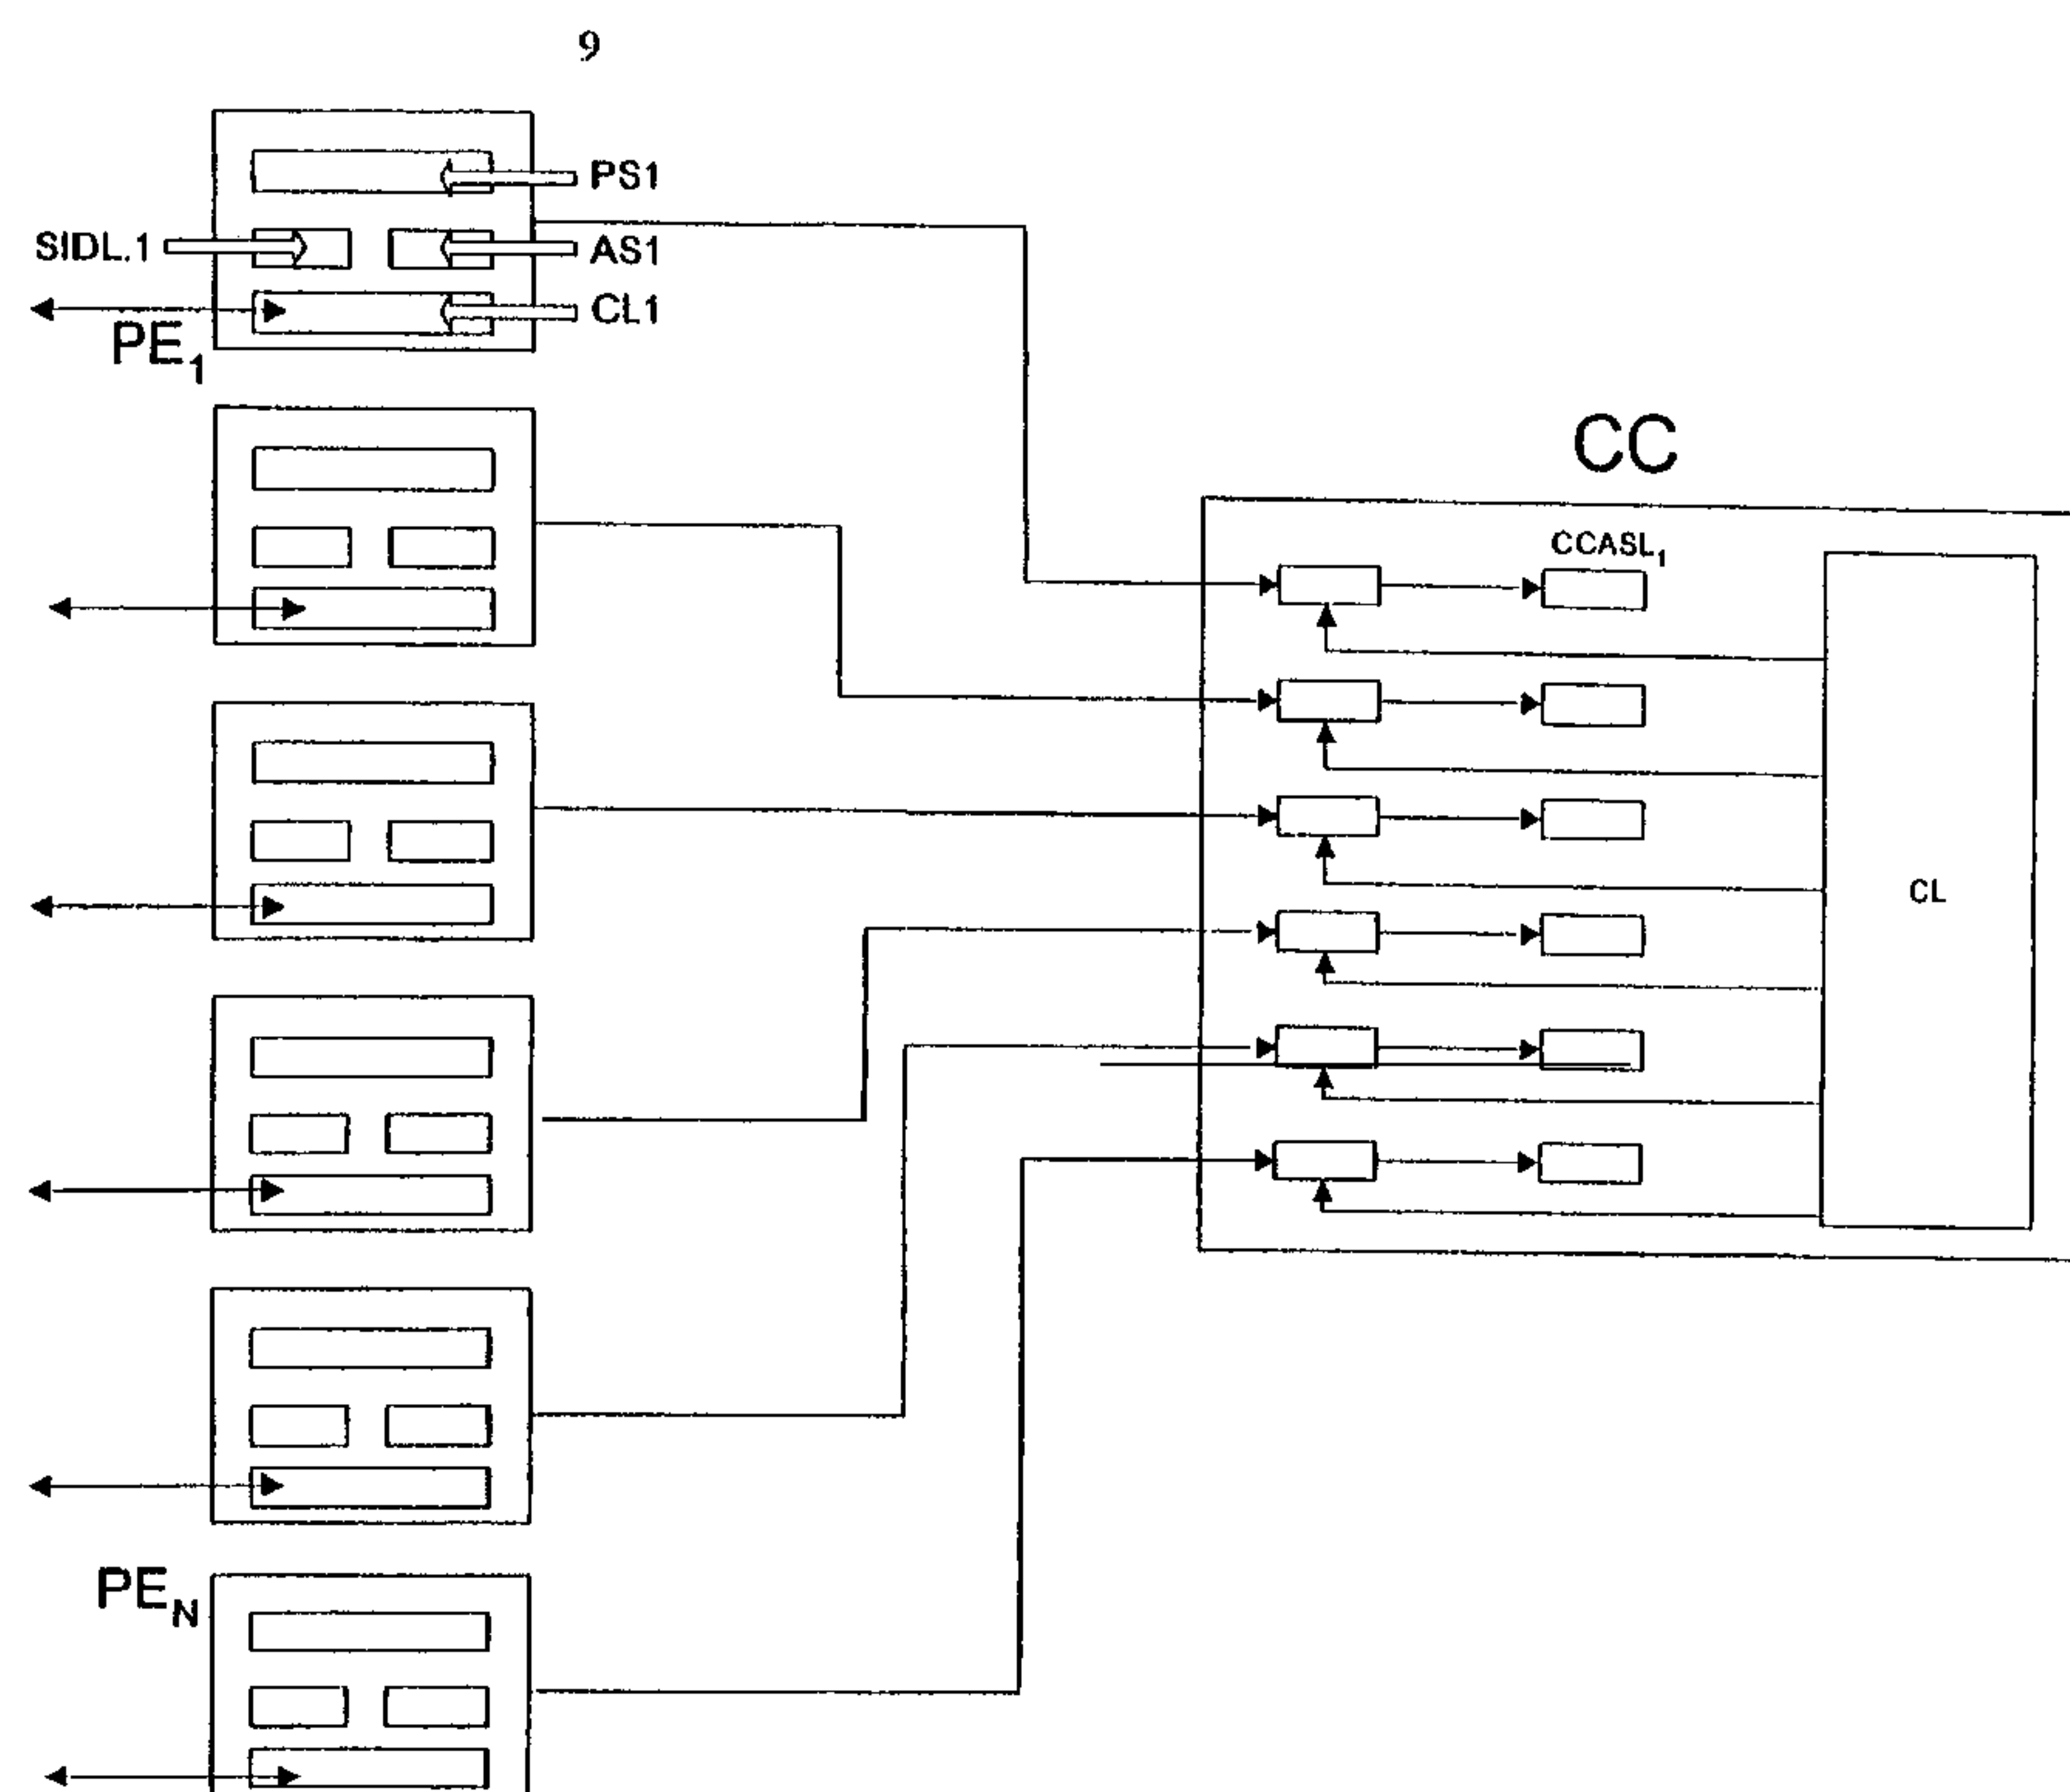 9
PS1
SIDL.1
AS1
CL1
PE1
CC
CCASL1
CL
PEN